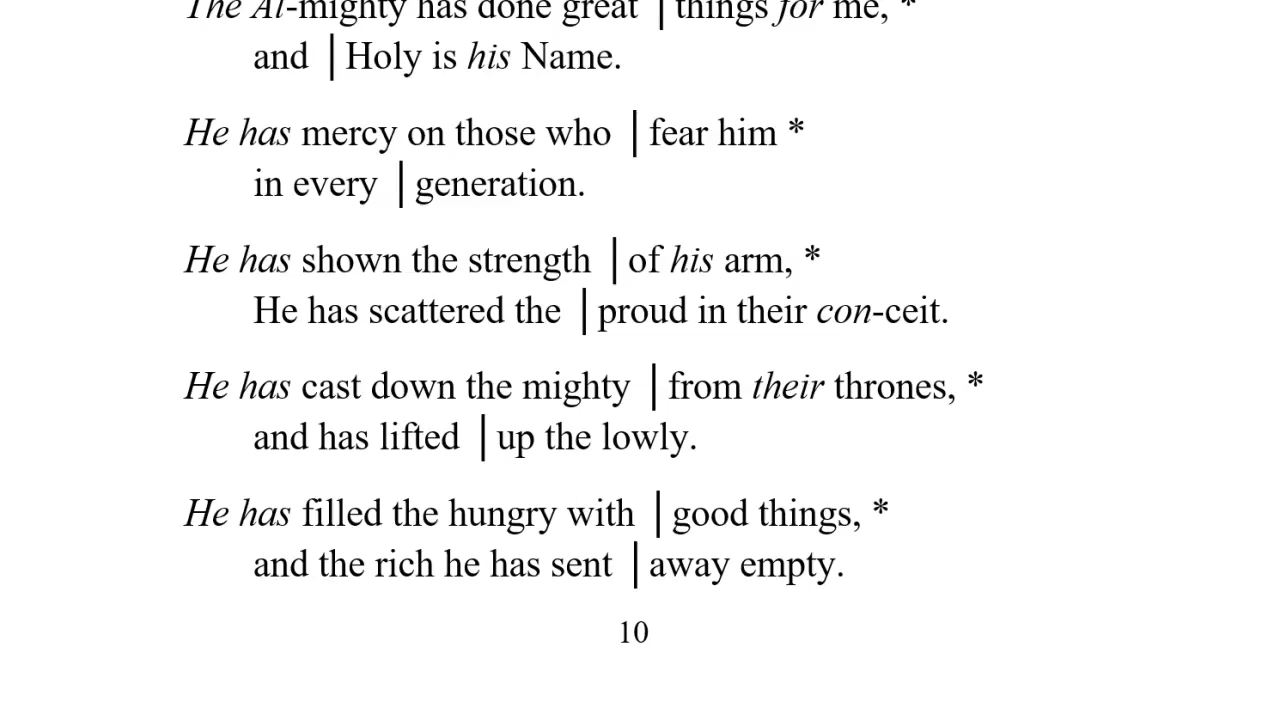 The Al-mighty has done great | things for me, *
and | Holy is his Name.
He has mercy on those who | fear him *
in every | generation.
He has shown the strength | of his arm, *
He has scattered the | proud in their con-ceit.
He has cast down the mighty | from their thrones, *
and has lifted | up the lowly.
He has filled the hungry with | good things, *
and the rich he has sent | away empty.
10